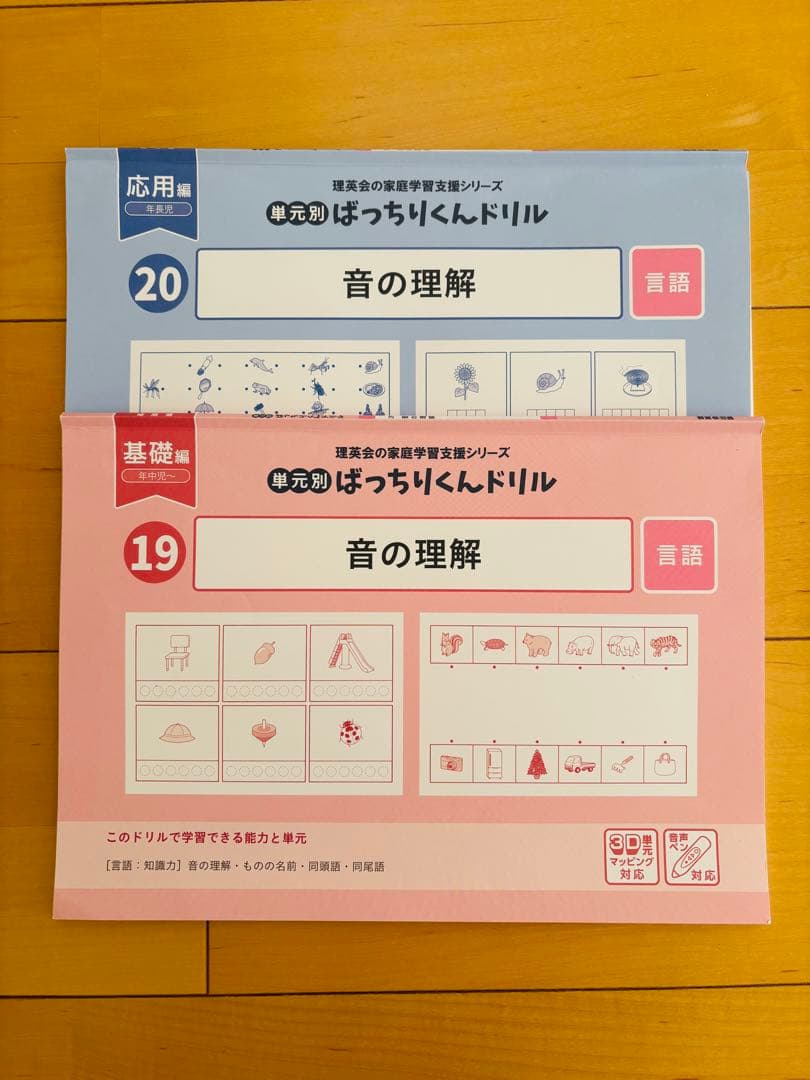 応用編
年長児
理英会の家庭学習支援シリーズ
単元別 ばっちりくんドリル
20
音の理解
言語
基礎編
年中児～
理英会の家庭学習支援シリーズ
単元別 ばっちりくんドリル
19
音の理解
言語
このドリルで学習できる能力と単元
［言語：知識力］音の理解・ものの名前・同頭語・同尾語
3D単元
マッピング
対応
音声
ペン
対応